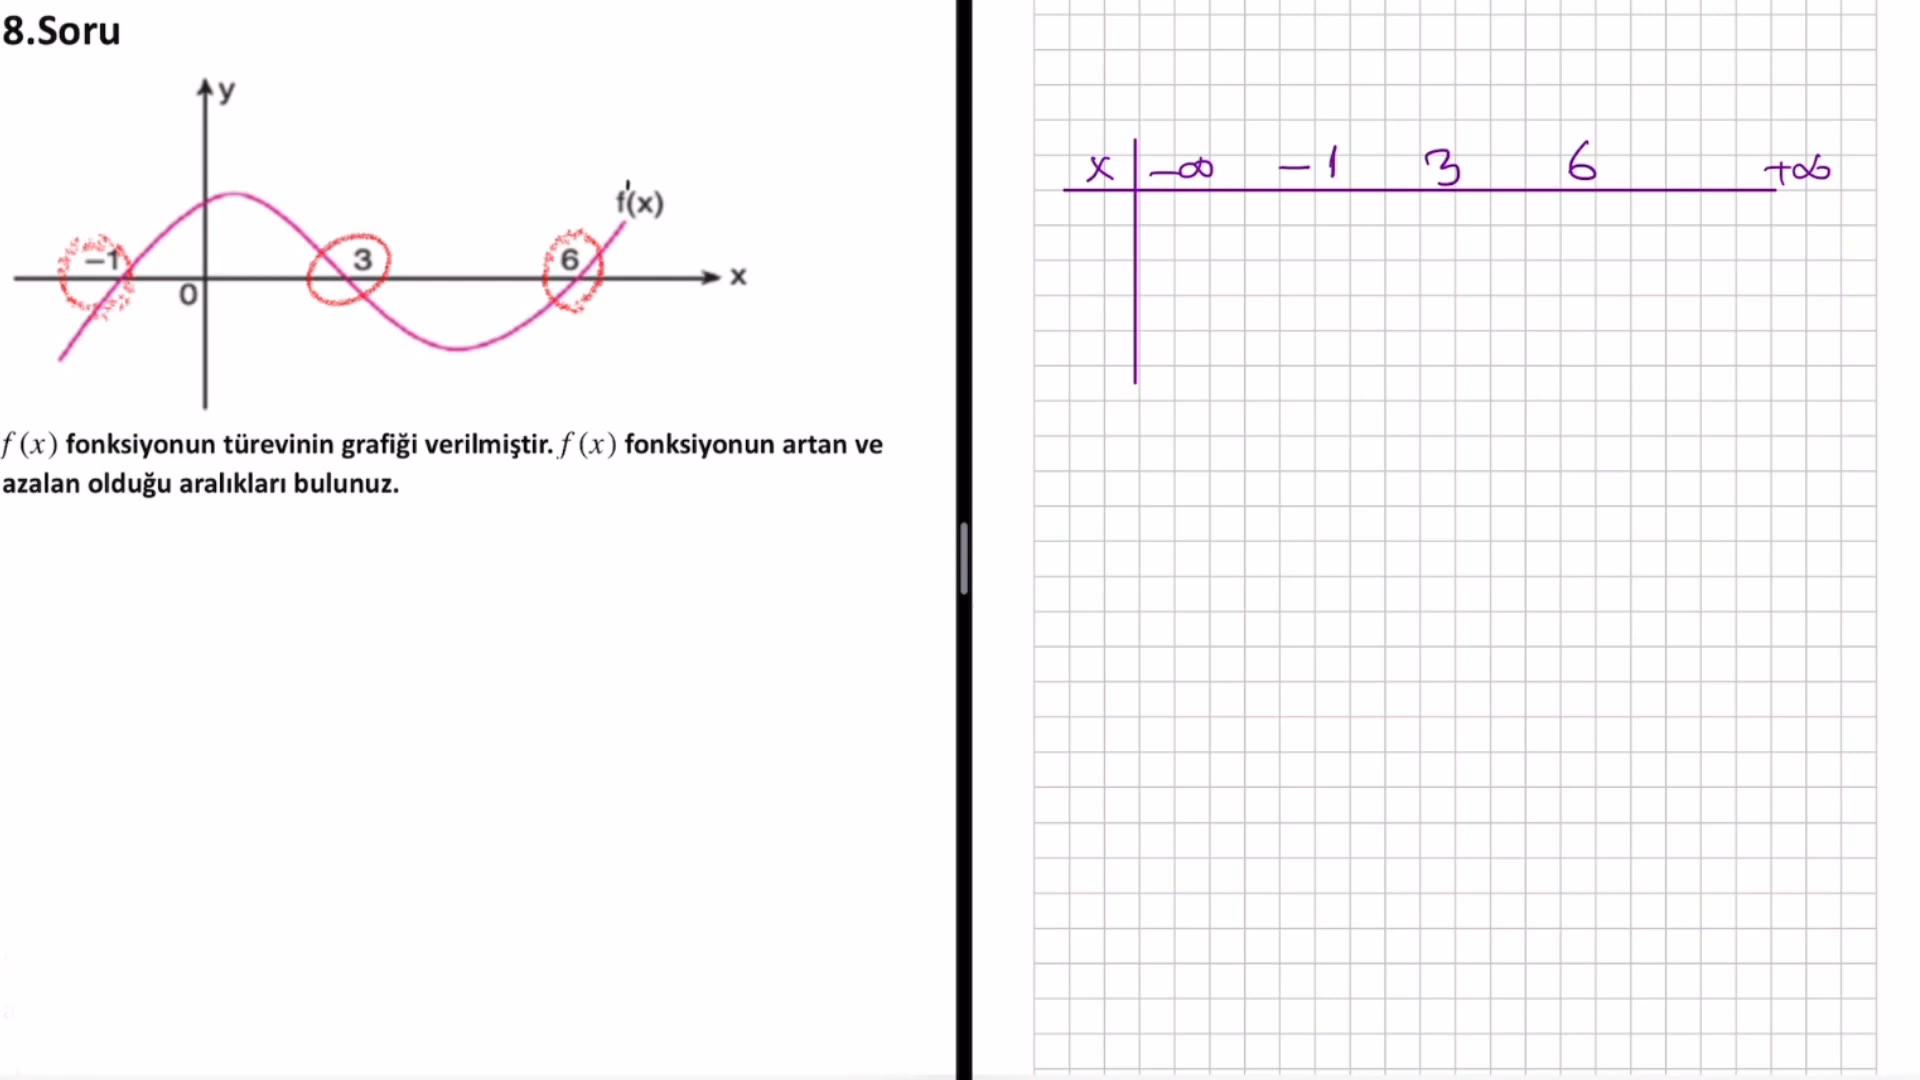 8.Soru
y
f'(x)
-1
3
6
0
x
f (x) fonksiyonun türevinin grafiği verilmiştir. f (x) fonksiyonun artan ve
azalan olduğu aralıkları bulunuz.
x -∞ -1 3 6 +∞